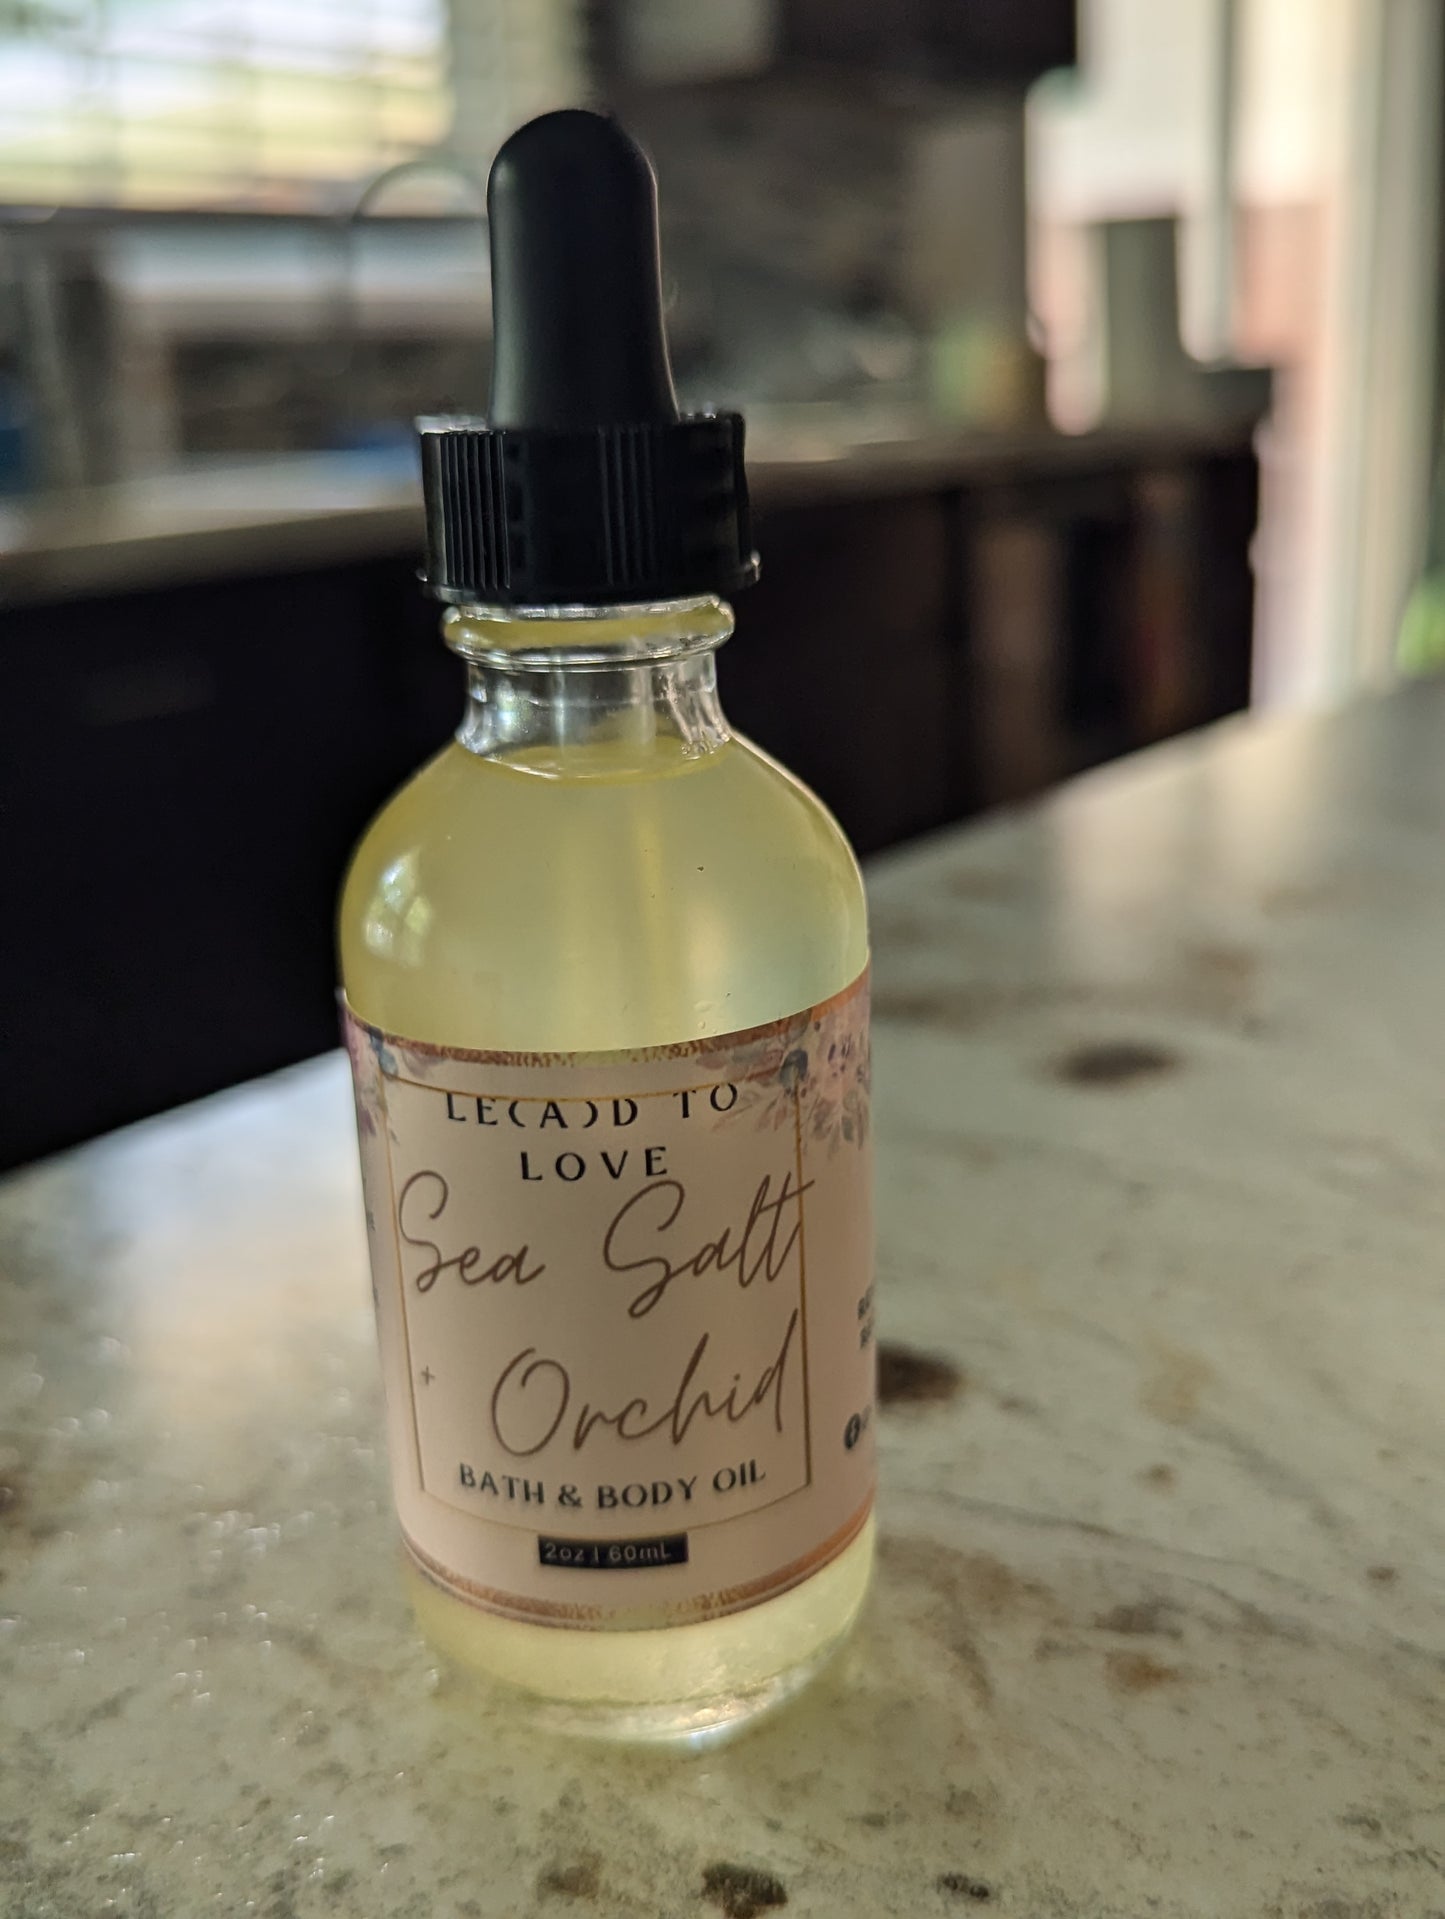 LE(A)D TO
LOVE
Sea Salt
+ Orchid
BATH & BODY OIL
2oz | 60mL